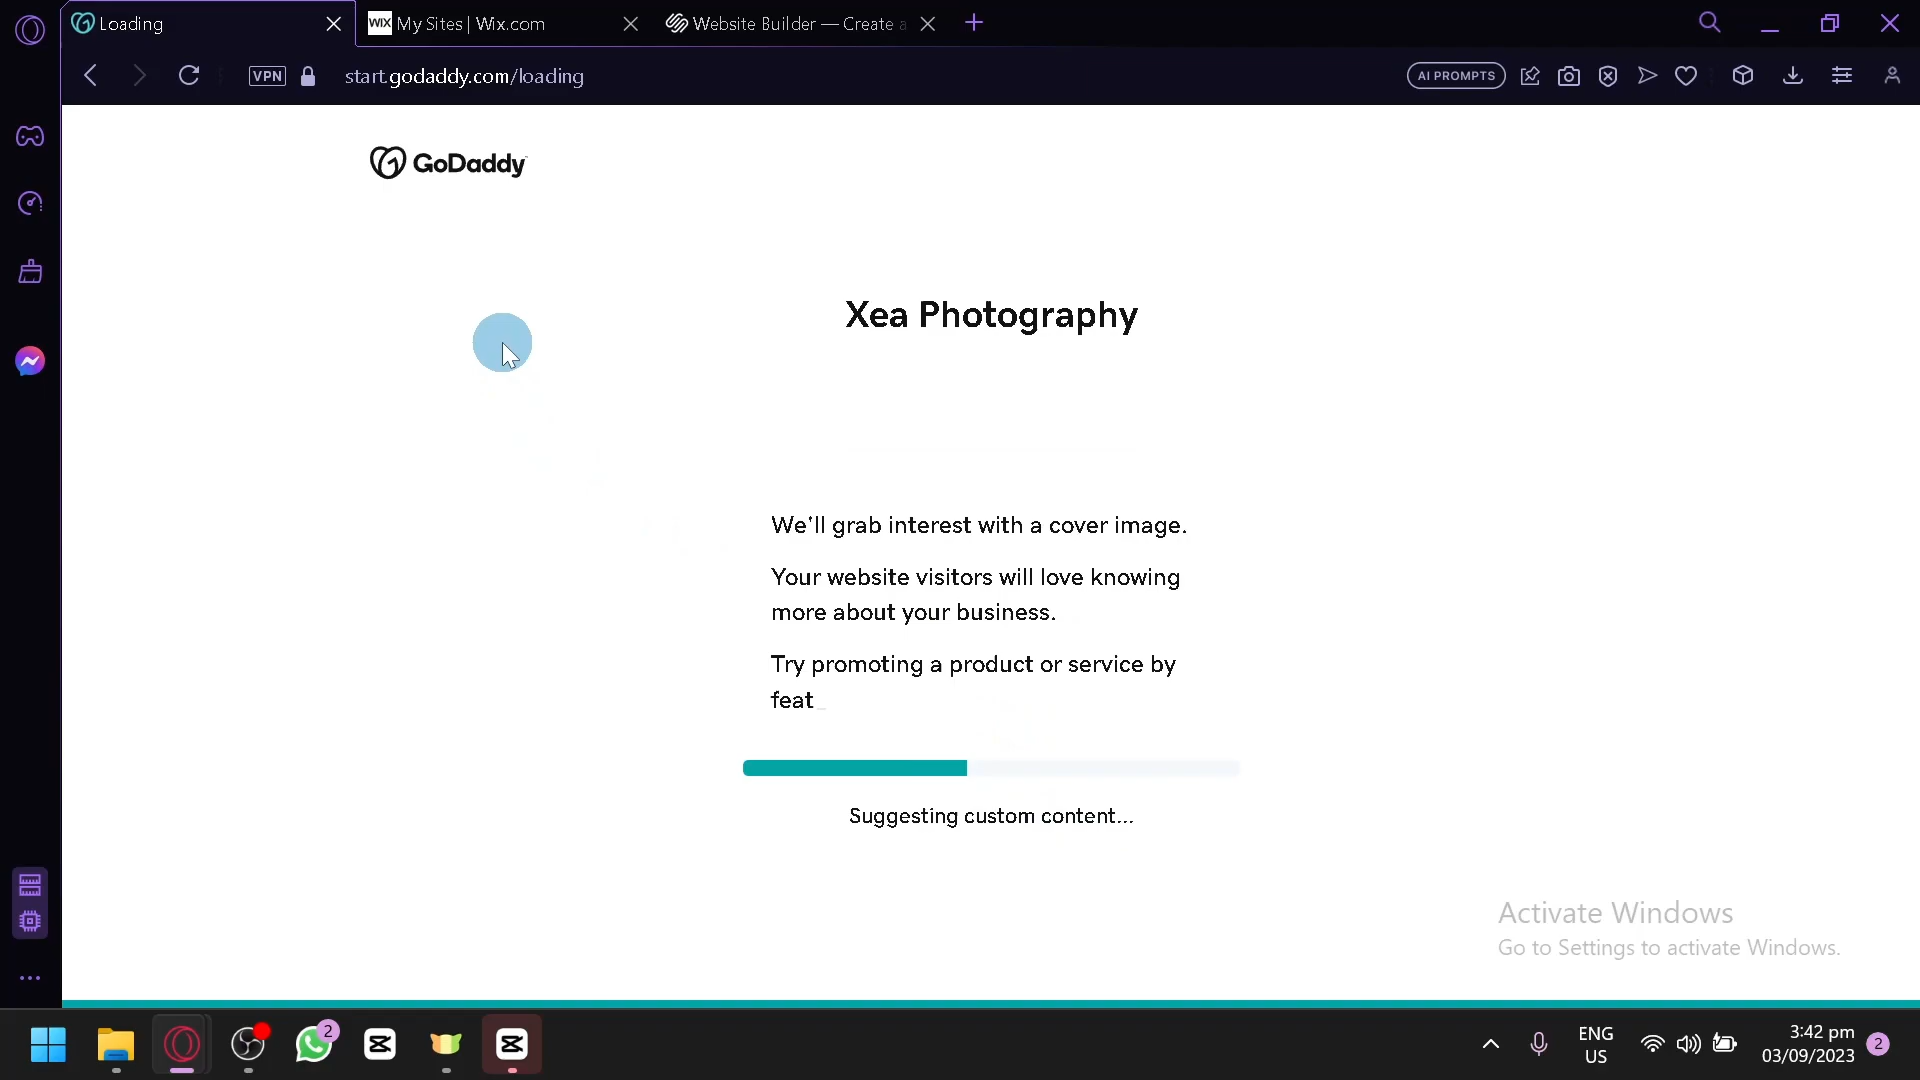 Loading
WIX My Sites | Wix.com
Website Builder — Create a
VPN
start.godaddy.com/loading
AI PROMPTS
GoDaddy
Xea Photography
We'll grab interest with a cover image.
Your website visitors will love knowing
more about your business.
Try promoting a product or service by
feat_
Suggesting custom content...
Activate Windows
Go to Settings to activate Windows.
2
ENG
US
3:42 pm
03/09/2023
2